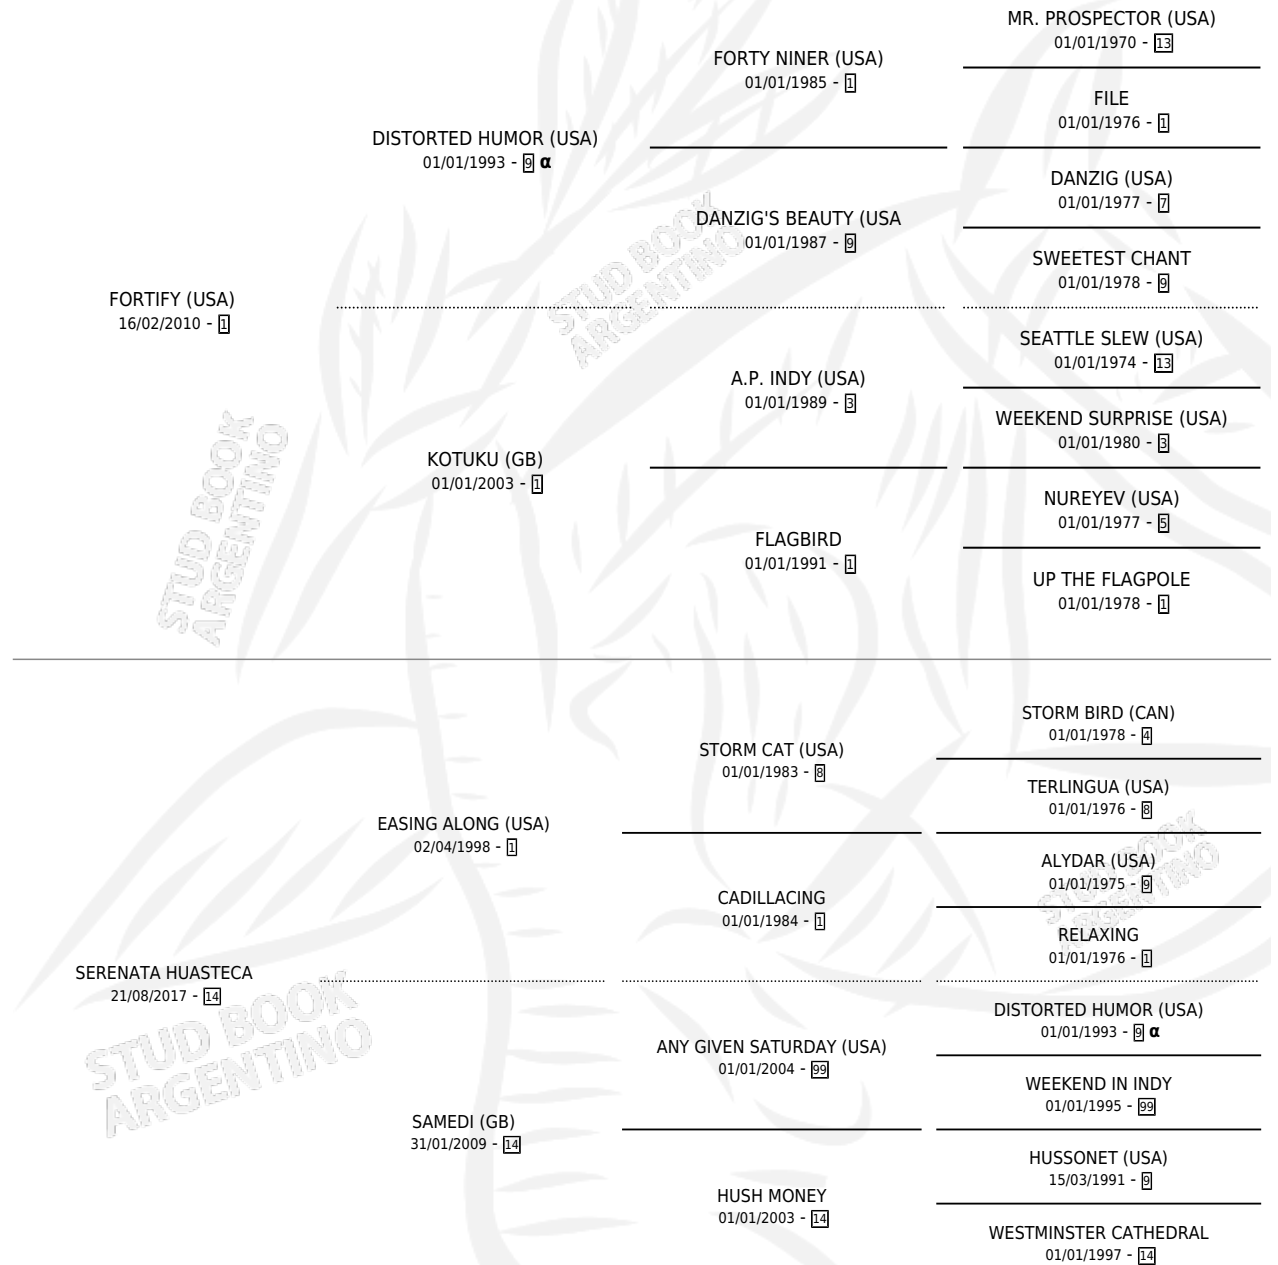 MR. PROSPECTOR (USA)
01/01/1970 - 13
FORTY NINER (USA)
01/01/1985 - 1
FILE
01/01/1976 - 1
DISTORTED HUMOR (USA)
01/01/1993 - 9 α
DANZIG (USA)
01/01/1977 - 7
DANZIG'S BEAUTY (USA
01/01/1987 - 9
SWEETEST CHANT
01/01/1978 - 9
FORTIFY (USA)
16/02/2010 - 1
SEATTLE SLEW (USA)
01/01/1974 - 13
A.P. INDY (USA)
01/01/1989 - 3
WEEKEND SURPRISE (USA)
01/01/1980 - 3
KOTUKU (GB)
01/01/2003 - 1
NUREYEV (USA)
01/01/1977 - 5
FLAGBIRD
01/01/1991 - 1
UP THE FLAGPOLE
01/01/1978 - 1
STORM BIRD (CAN)
01/01/1978 - 4
STORM CAT (USA)
01/01/1983 - 8
TERLINGUA (USA)
01/01/1976 - 8
EASING ALONG (USA)
02/04/1998 - 1
ALYDAR (USA)
01/01/1975 - 9
CADILLACING
01/01/1984 - 1
RELAXING
01/01/1976 - 1
SERENATA HUASTECA
21/08/2017 - 14
DISTORTED HUMOR (USA)
01/01/1993 - 9 α
ANY GIVEN SATURDAY (USA)
01/01/2004 - 99
WEEKEND IN INDY
01/01/1995 - 99
SAMEDI (GB)
31/01/2009 - 14
HUSSONET (USA)
15/03/1991 - 9
HUSH MONEY
01/01/2003 - 14
WESTMINSTER CATHEDRAL
01/01/1997 - 14
STUD BOOK
ARGENTINO
STUD BOOK
ARGENTINO
STUD BOOK
ARGENTINO
STUD BOOK
ARGENTINO